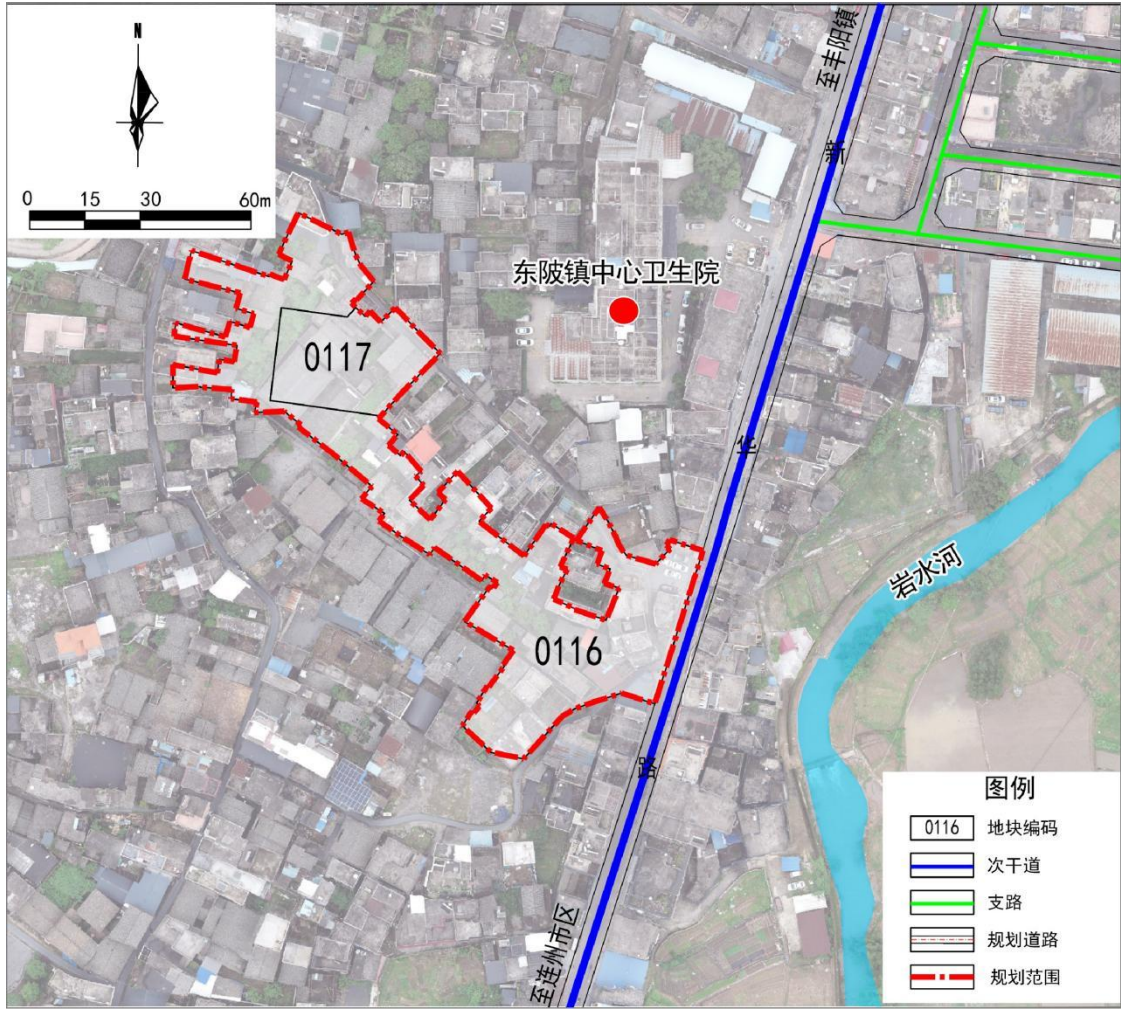 N
0 15 30 60m
至丰阳镇
新
华
路
至连州市区
东陂镇中心卫生院
0117
0116
岩水河
图例
0116 地块编码
次干道
支路
规划道路
规划范围